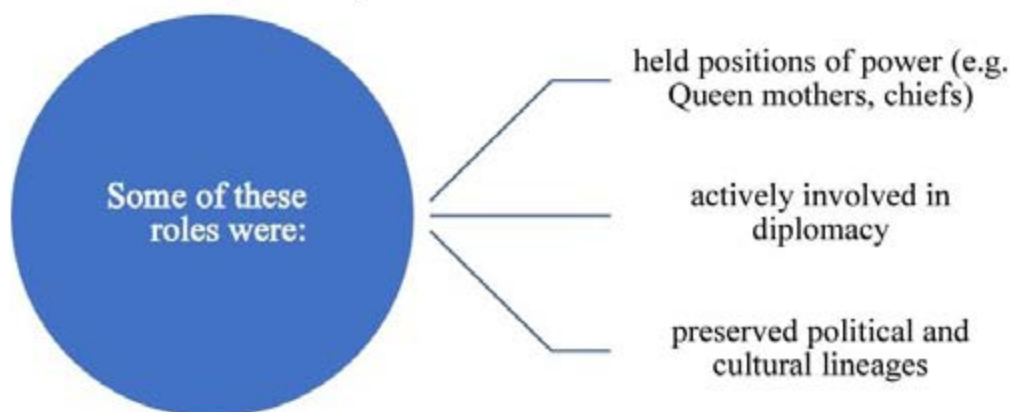 Some of these
roles were:
held positions of power (e.g.
Queen mothers, chiefs)
actively involved in
diplomacy
preserved political and
cultural lineages